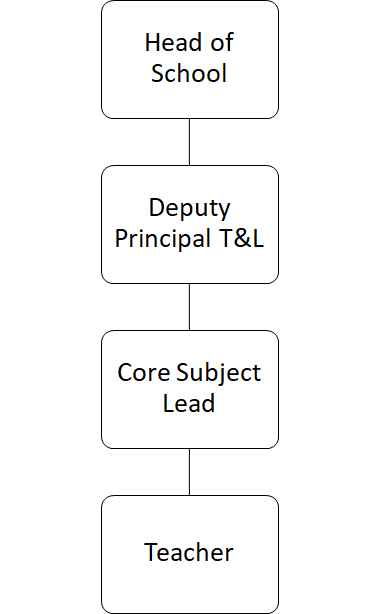 Head of
School
Deputy
Principal T&L
Core Subject
Lead
Teacher